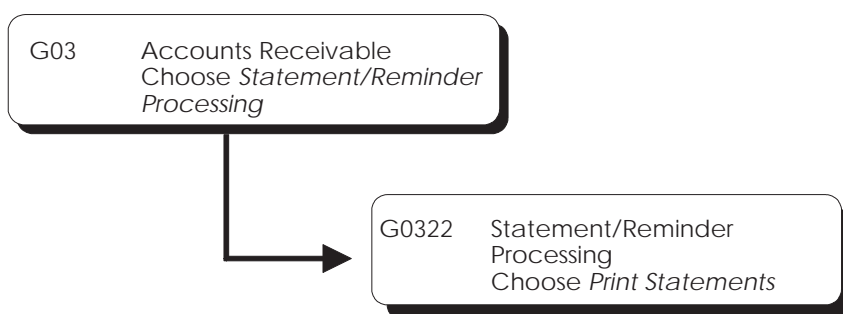 G03 Accounts Receivable
Choose Statement/Reminder
Processing
G0322 Statement/Reminder
Processing
Choose Print Statements